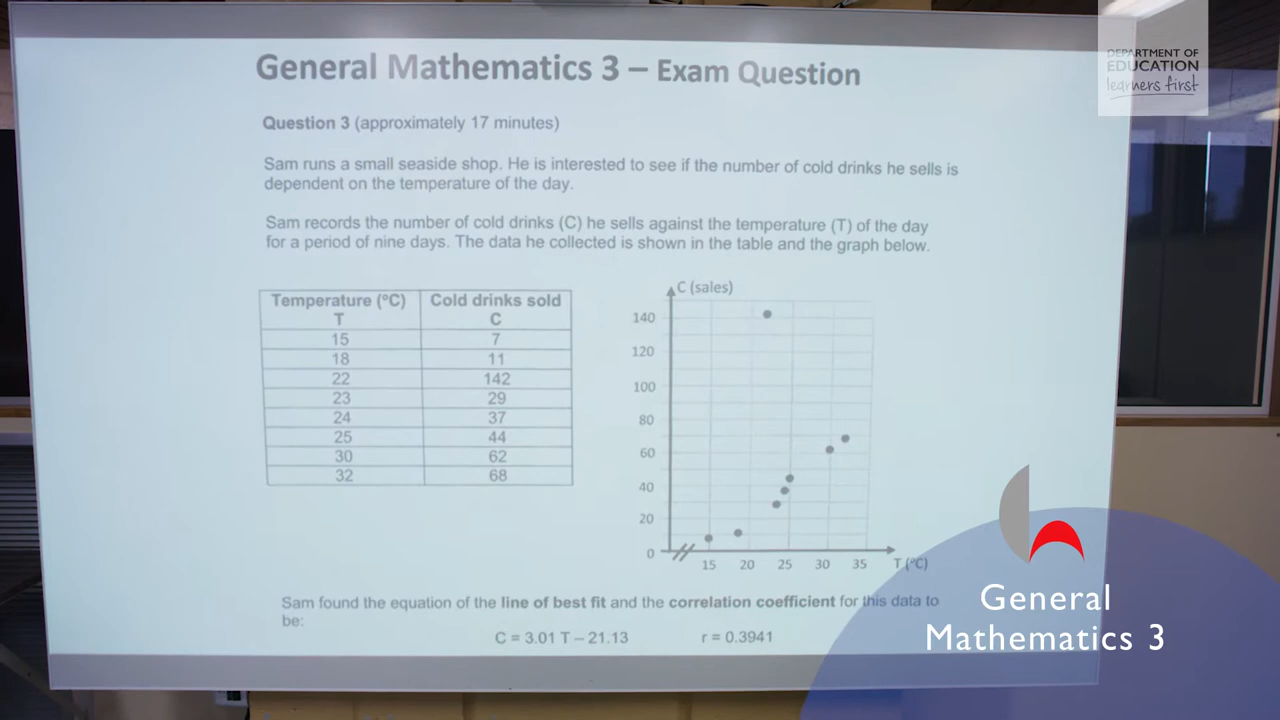 General Mathematics 3 – Exam Question
DEPARTMENT OF
EDUCATION
learners first
Question 3 (approximately 17 minutes)
Sam runs a small seaside shop. He is interested to see if the number of cold drinks he sells is
dependent on the temperature of the day.
Sam records the number of cold drinks (C) he sells against the temperature (T) of the day
for a period of nine days. The data he collected is shown in the table and the graph below.
Temperature (°C) Cold drinks sold
T C
15 7
18 11
22 142
23 29
24 37
25 44
30 62
32 68
C (sales)
140
120
100
80
60
40
20
0
15 20 25 30 35 T (°C)
Sam found the equation of the line of best fit and the correlation coefficient for this data to
be:
C = 3.01 T – 21.13 r = 0.3941
General
Mathematics 3